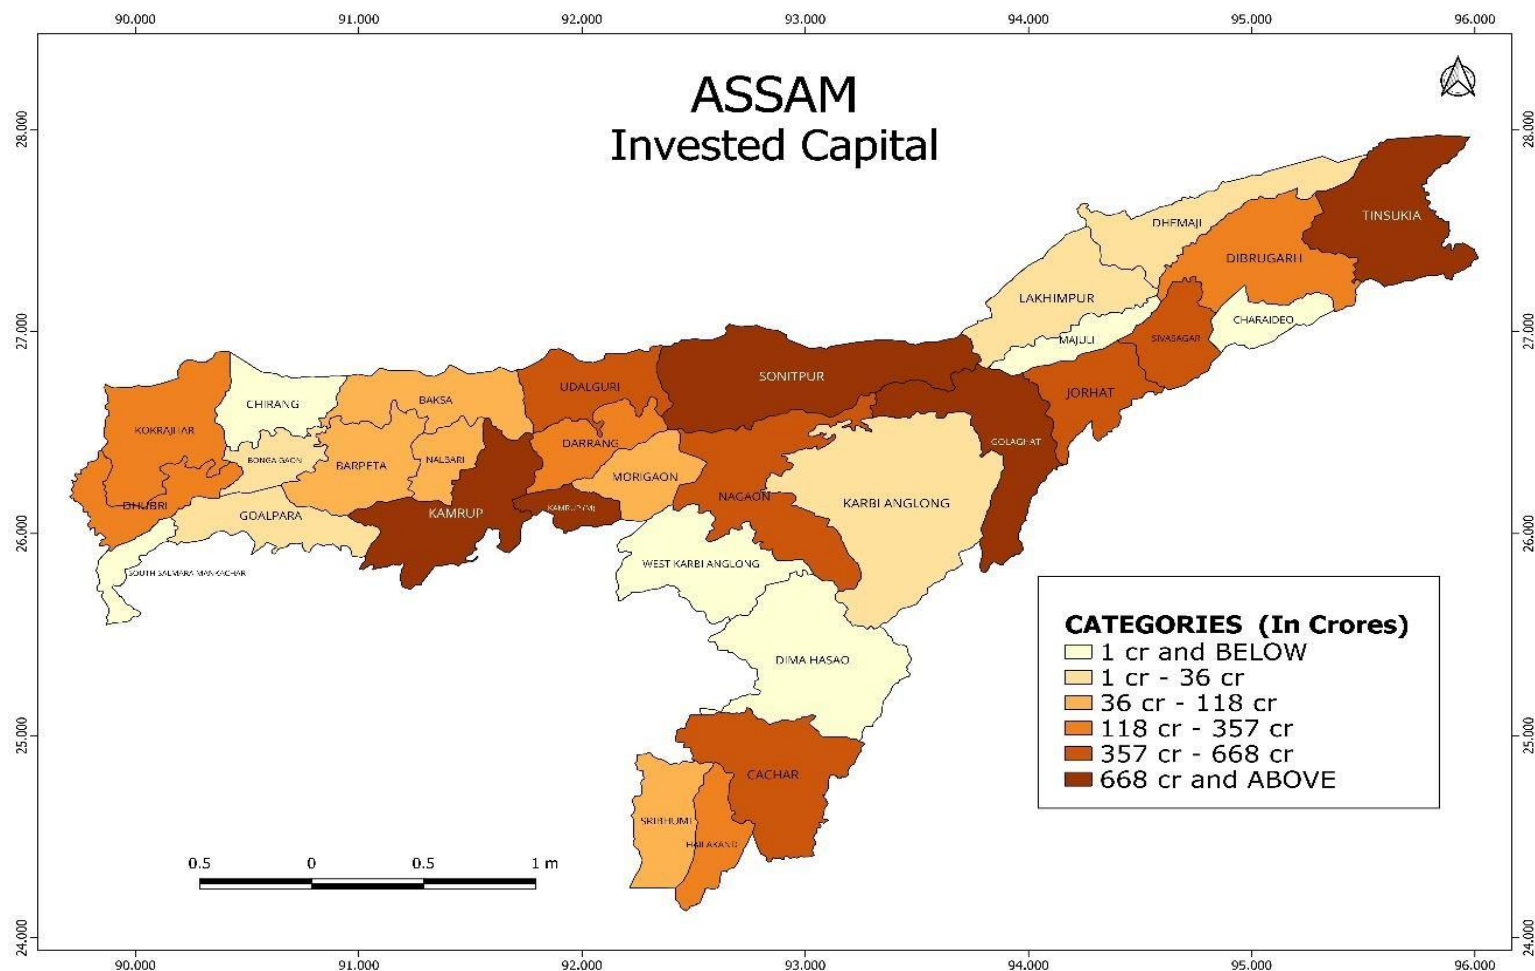 90.000 91.000 92.000 93.000 94.000 95.000 96.000
ASSAM
Invested Capital
28.000 28.000
TINSUKIA
DHEMAJI
DIBRUGARH
LAKHIMPUR
CHARAIDEO
27.000 27.000
MAJULI
SIVASAGAR
SONITPUR
UDALGURI
JORHAT
BAKSA
CHIRANG
KOKRAJHAR
DARRANG
GOLAGHAT
BONGAIGAON
BARPETA
NALBARI
MORIGAON
NAGAON
KARBI ANGLONG
DHUBRI
KAMRUP
KAMRUP (M)
GOALPARA
26.000 26.000
WEST KARBI ANGLONG
SOUTH SALMARA MANKACHAR
CATEGORIES (In Crores)
1 cr and BELOW
DIMA HASAO
1 cr - 36 cr
36 cr - 118 cr
118 cr - 357 cr
25.000 25.000
357 cr - 668 cr
CACHAR
668 cr and ABOVE
SRIBHUMI
HAILAKAND
0.5 0 0.5 1 m
24.000 24.000
90.000 91.000 92.000 93.000 94.000 95.000 96.000